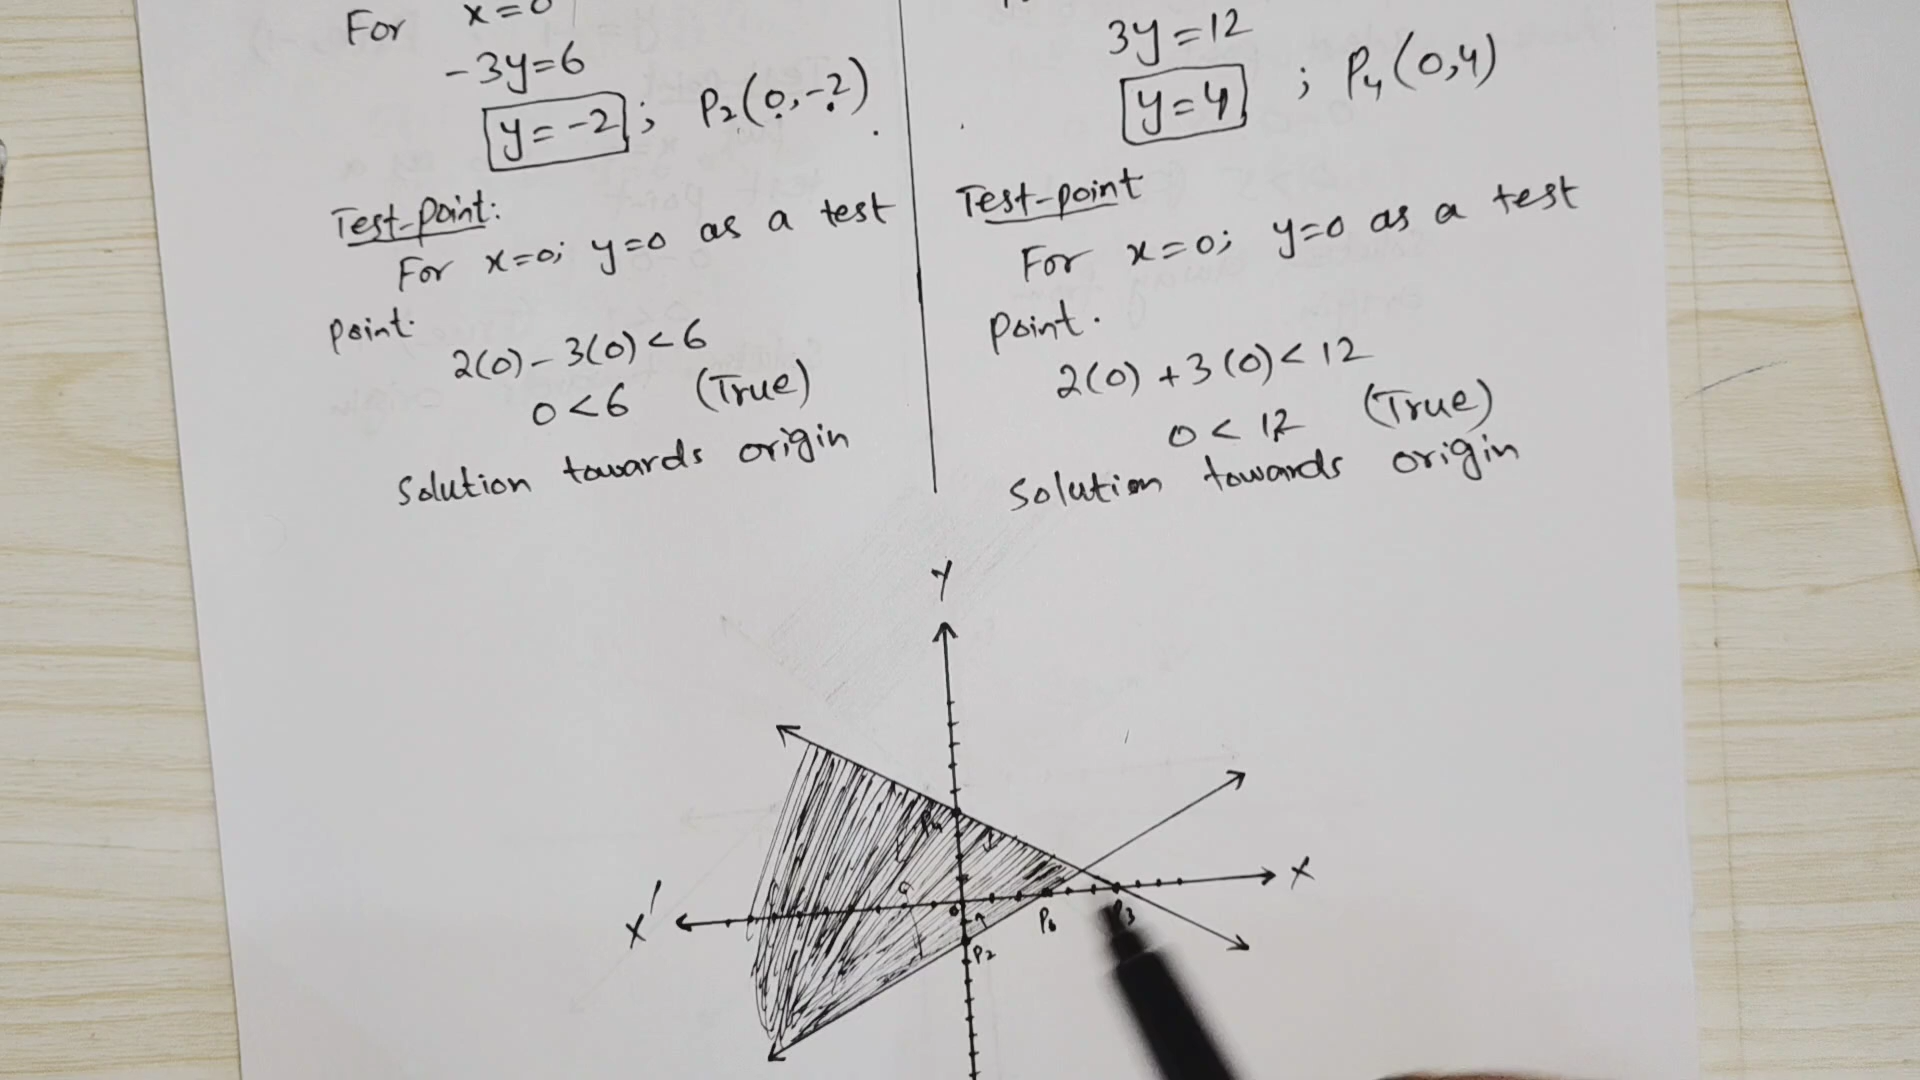 For x=0
-3y=6
y=-2 ; P₂(0,-2)
Test-point:
For x=0; y=0 as a test
point.
2(0)-3(0)<6
0<6 (True)
Solution towards origin
3y=12
y=4 ; P₄(0,4)
Test-point
For x=0; y=0 as a test
point.
2(0)+3(0)<12
0<12 (True)
Solution towards origin
Y
P₄
X' 0 P₁ P₃ X
P₂